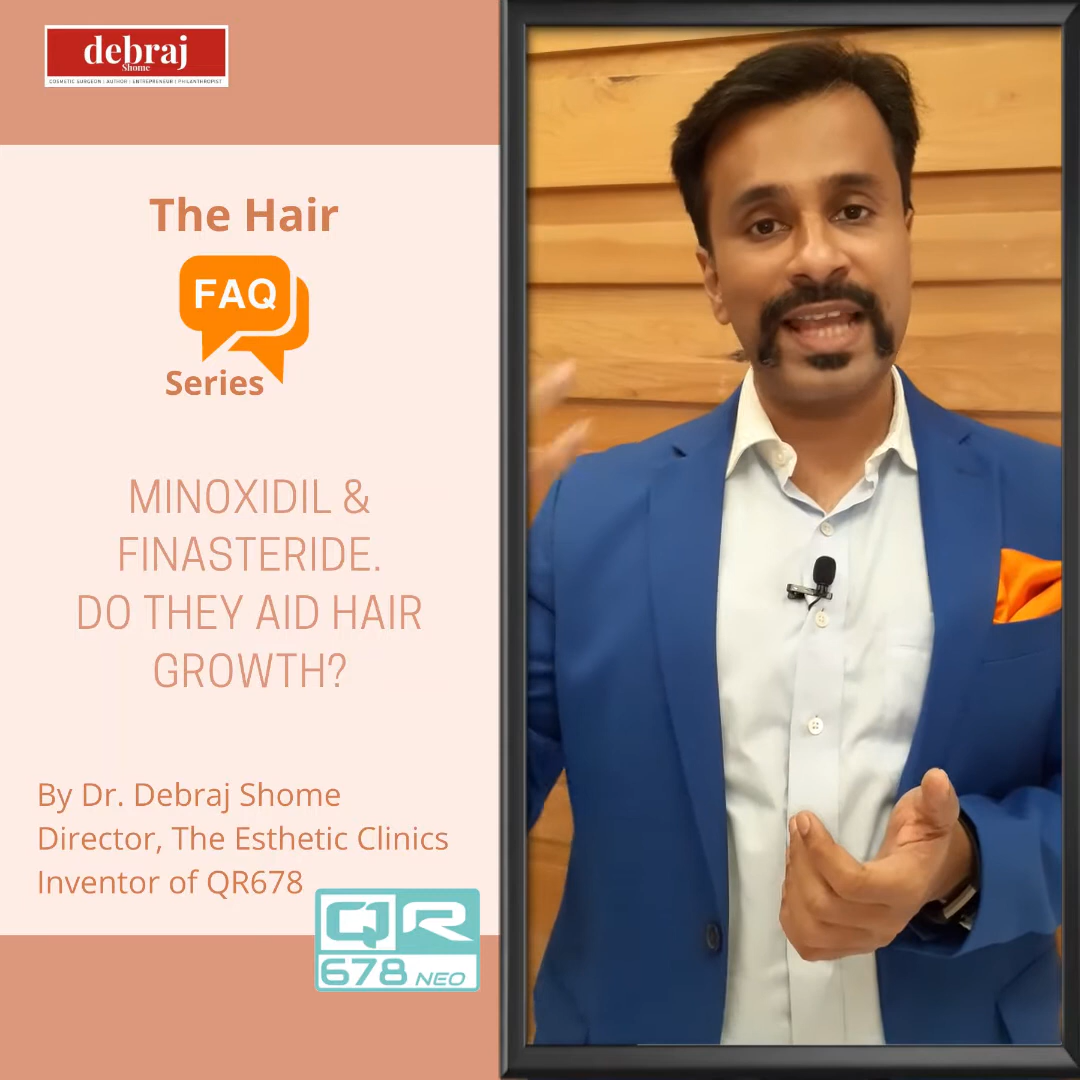 debraj
Shome
COSMETIC SURGEON | AUTHOR | ENTREPRENEUR | PHILANTHROPIST
The Hair
FAQ
Series
MINOXIDIL &
FINASTERIDE.
DO THEY AID HAIR
GROWTH?
By Dr. Debraj Shome
Director, The Esthetic Clinics
Inventor of QR678
QR
678 NEO